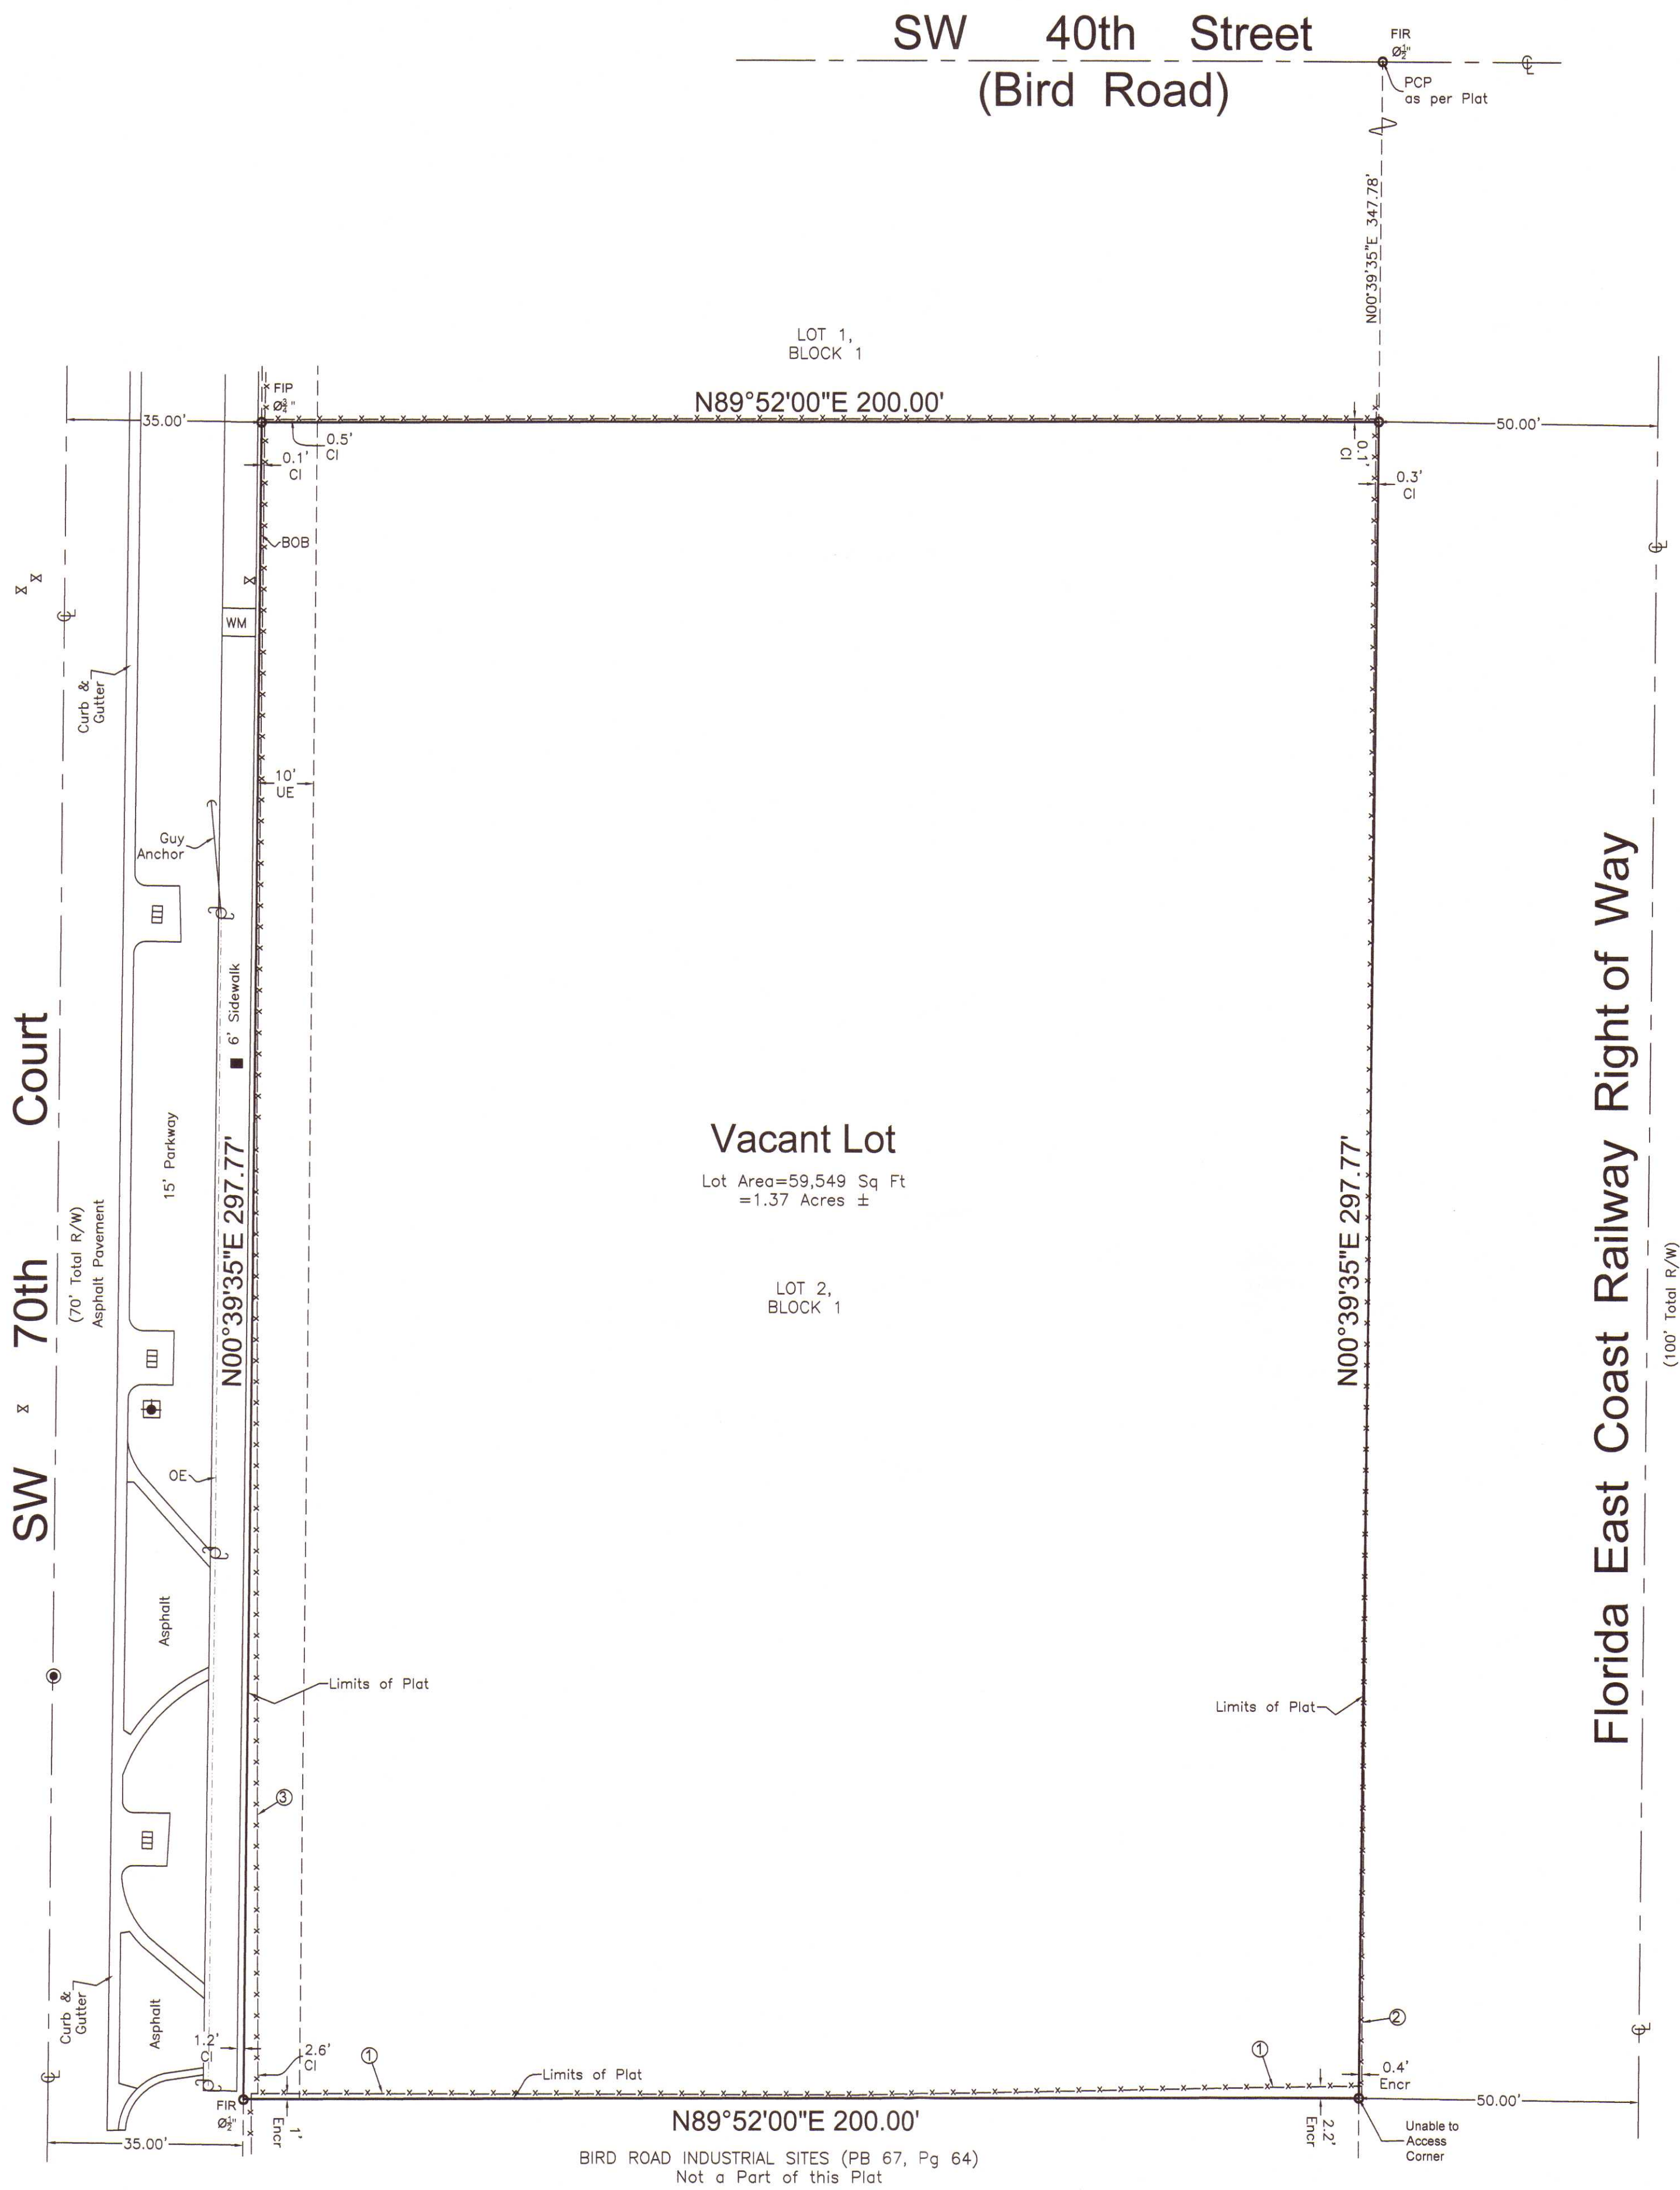 SW 40th Street
(Bird Road)
FIR
Ø½"
℄
PCP
as per Plat
N00°39'35"E 347.78'
LOT 1,
BLOCK 1
FIP
Ø¾"
N89°52'00"E 200.00'
35.00'
50.00'
0.5'
CI
0.1'
CI
0.1'
CI
0.3'
CI
BOB
℄
℄
WM
Curb &
Gutter
10'
UE
Guy
Anchor
6' Sidewalk
15' Parkway
SW 70th Court
(70' Total R/W)
Asphalt Pavement
N00°39'35"E 297.77'
Vacant Lot
Lot Area=59,549 Sq Ft
=1.37 Acres ±
LOT 2,
BLOCK 1
N00°39'35"E 297.77'
Florida East Coast Railway Right of Way
(100' Total R/W)
OE
Asphalt
Limits of Plat
Limits of Plat
3
Curb &
Gutter
Asphalt
1.2'
CI
2.6'
CI
1
Limits of Plat
1
2
0.4'
Encr
℄
℄
FIR
Ø½"
1'
Encr
N89°52'00"E 200.00'
2.2'
Encr
50.00'
35.00'
Unable to
Access
Corner
BIRD ROAD INDUSTRIAL SITES (PB 67, Pg 64)
Not a Part of this Plat